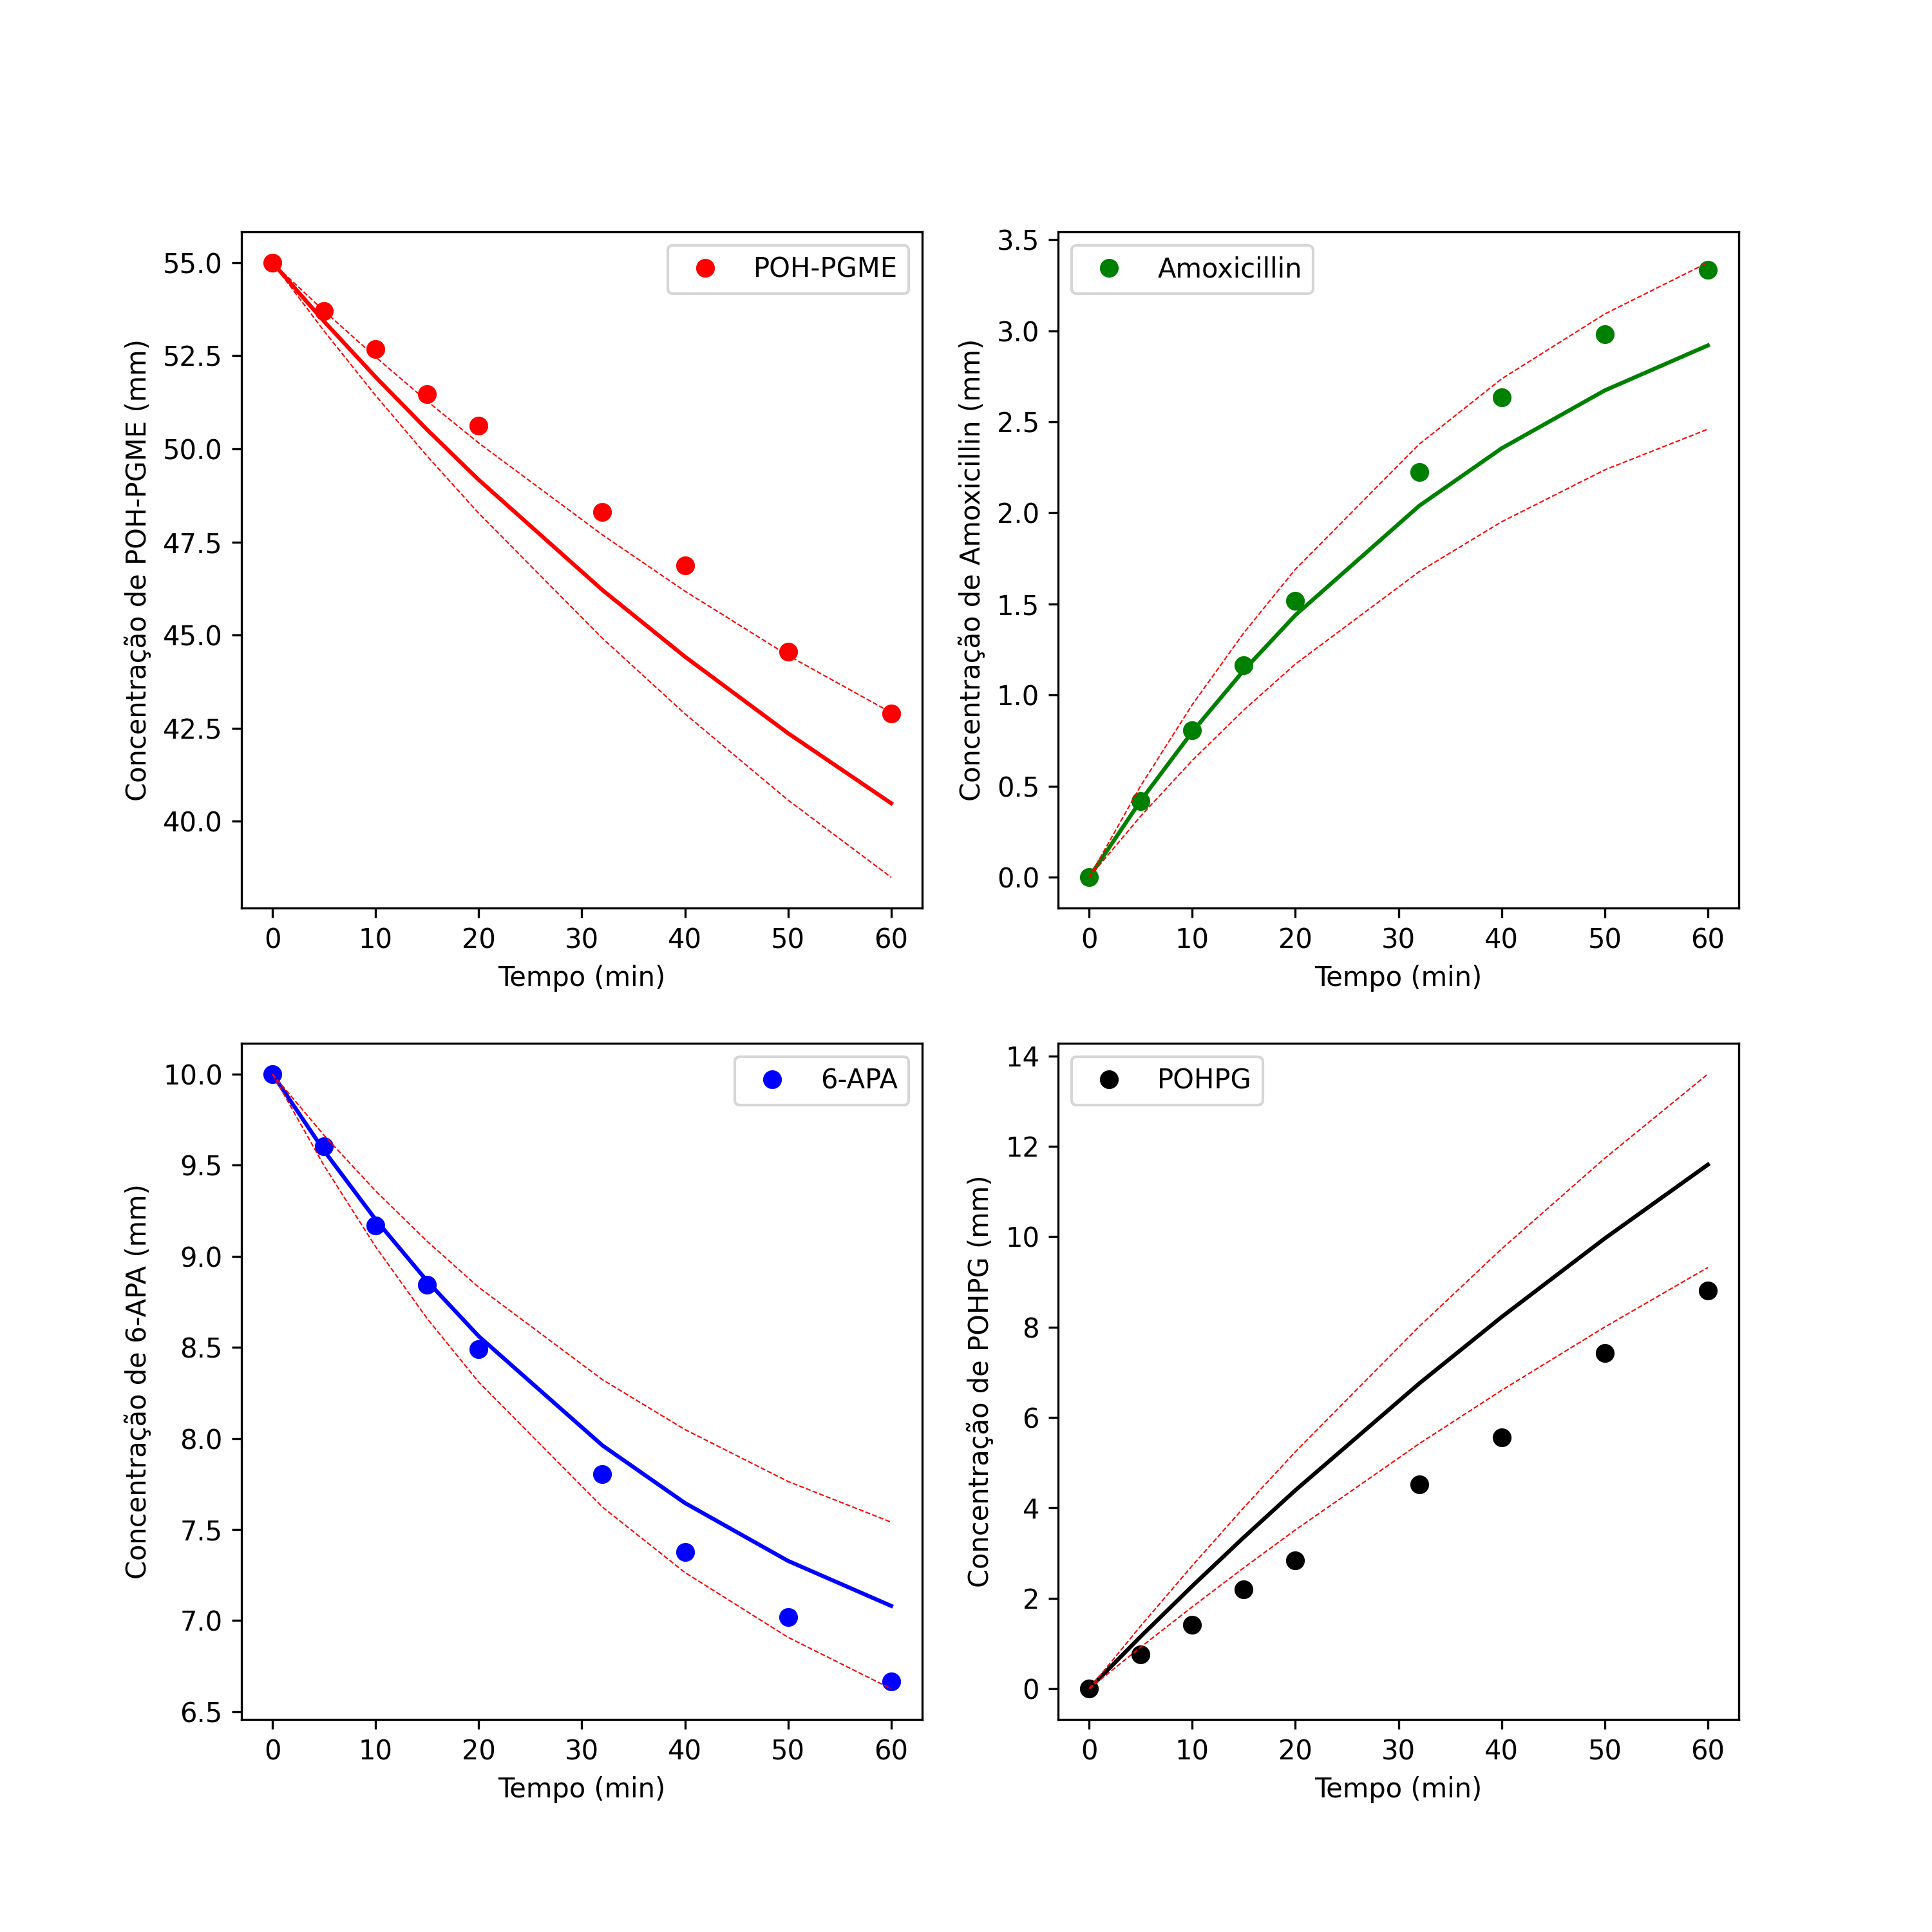 POH-PGME
Concentração de POH-PGME (mm)
55.0
52.5
50.0
47.5
45.0
42.5
40.0
0 10 20 30 40 50 60
Tempo (min)
Amoxicillin
Concentração de Amoxicillin (mm)
3.5
3.0
2.5
2.0
1.5
1.0
0.5
0.0
0 10 20 30 40 50 60
Tempo (min)
6-APA
Concentração de 6-APA (mm)
10.0
9.5
9.0
8.5
8.0
7.5
7.0
6.5
0 10 20 30 40 50 60
Tempo (min)
POHPG
Concentração de POHPG (mm)
14
12
10
8
6
4
2
0
0 10 20 30 40 50 60
Tempo (min)